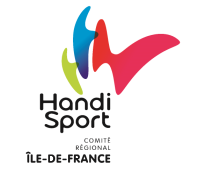 Handi
Sport
COMITÉ
RÉGIONAL
ÎLE-DE-FRANCE